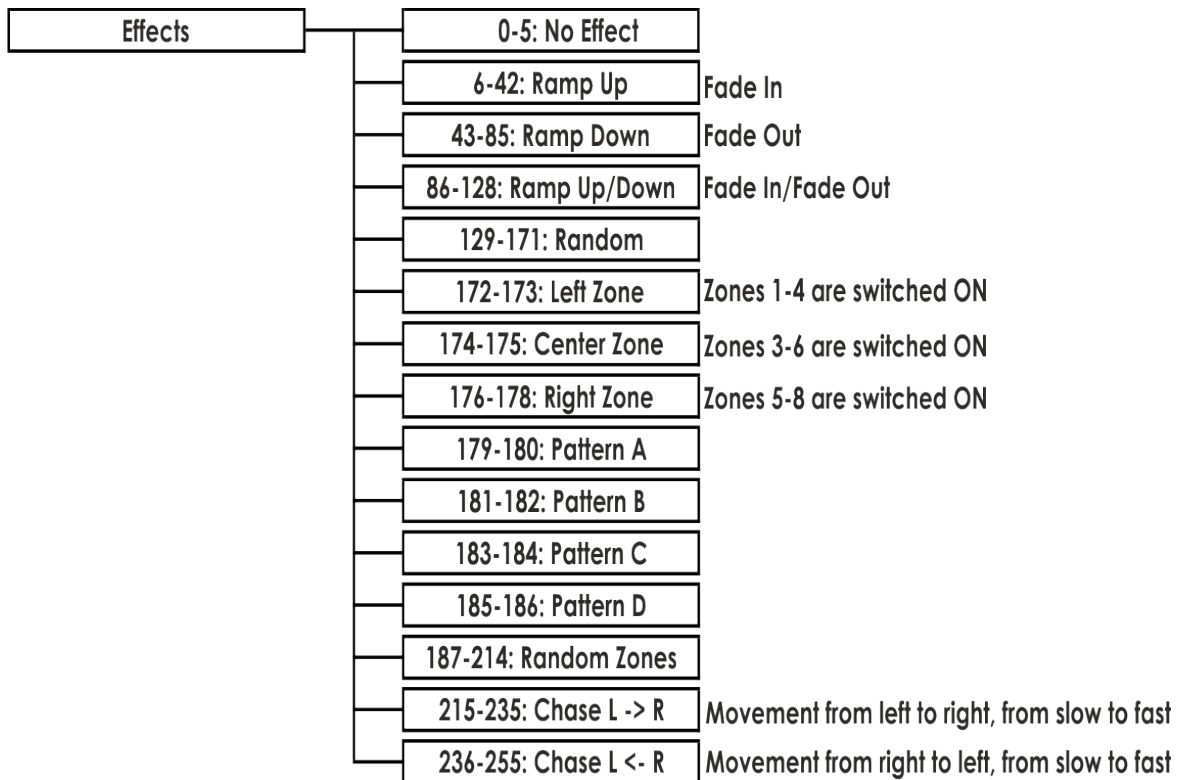 Effects
0-5: No Effect
6-42: Ramp Up Fade In
43-85: Ramp Down Fade Out
86-128: Ramp Up/Down Fade In/Fade Out
129-171: Random
172-173: Left Zone Zones 1-4 are switched ON
174-175: Center Zone Zones 3-6 are switched ON
176-178: Right Zone Zones 5-8 are switched ON
179-180: Pattern A
181-182: Pattern B
183-184: Pattern C
185-186: Pattern D
187-214: Random Zones
215-235: Chase L -> R Movement from left to right, from slow to fast
236-255: Chase L <- R Movement from right to left, from slow to fast